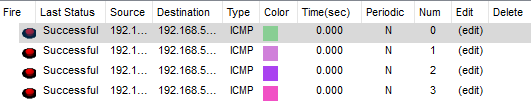 Fire Last Status Source Destination Type Color Time(sec) Periodic Num Edit Delete
Successful 192.1... 192.168.5... ICMP 0.000 N 0 (edit)
Successful 192.1... 192.168.5... ICMP 0.000 N 1 (edit)
Successful 192.1... 192.168.5... ICMP 0.000 N 2 (edit)
Successful 192.1... 192.168.5... ICMP 0.000 N 3 (edit)